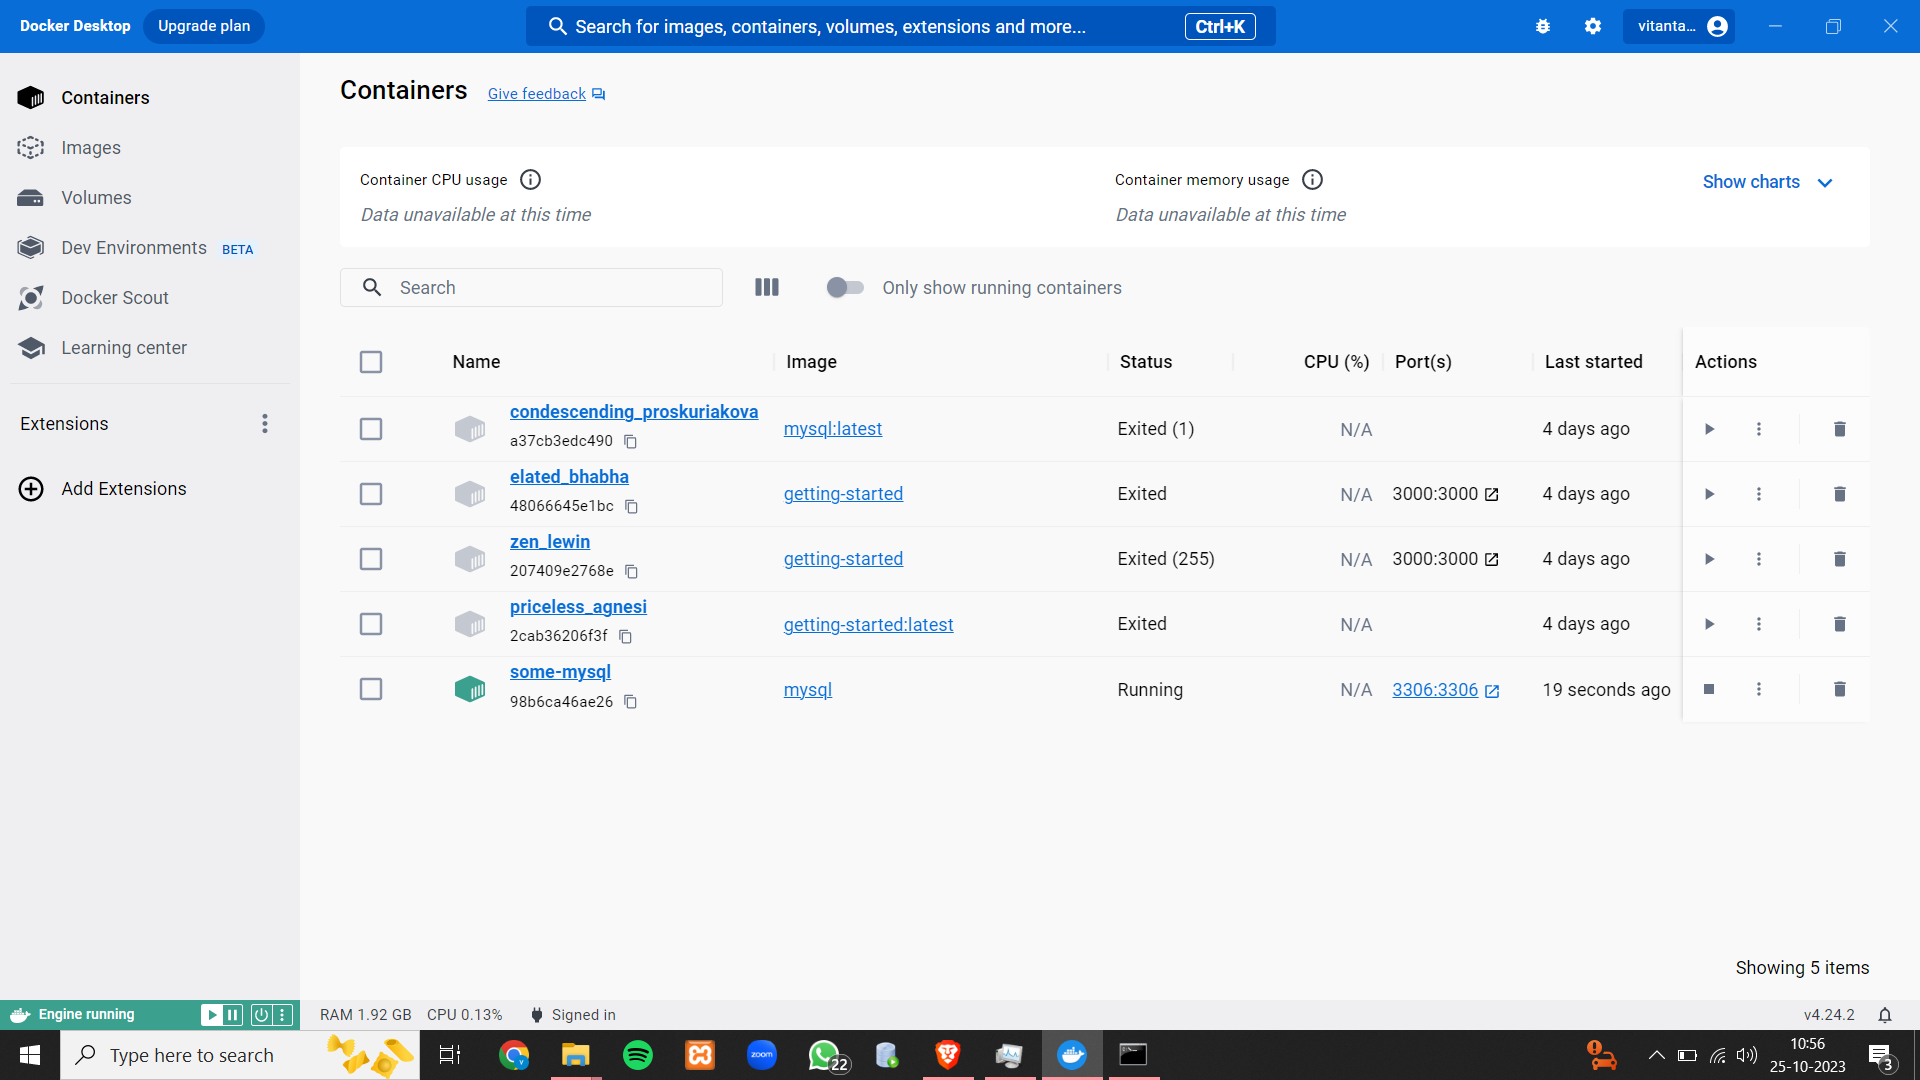 Docker Desktop Upgrade plan Search for images, containers, volumes, extensions and more... Ctrl+K vitanta...
Containers
Images
Volumes
Dev Environments BETA
Docker Scout
Learning center
Extensions
Add Extensions
Containers Give feedback
Container CPU usage Container memory usage Show charts
Data unavailable at this time Data unavailable at this time
Search Only show running containers
Name Image Status CPU (%) Port(s) Last started Actions
condescending_proskuriakova
a37cb3edc490 mysql:latest Exited (1) N/A 4 days ago
elated_bhabha
48066645e1bc getting-started Exited N/A 3000:3000 4 days ago
zen_lewin
207409e2768e getting-started Exited (255) N/A 3000:3000 4 days ago
priceless_agnesi
2cab36206f3f getting-started:latest Exited N/A 4 days ago
some-mysql
98b6ca46ae26 mysql Running N/A 3306:3306 19 seconds ago
Showing 5 items
Engine running RAM 1.92 GB CPU 0.13% Signed in v4.24.2
Type here to search zoom 22 10:56
25-10-2023 3